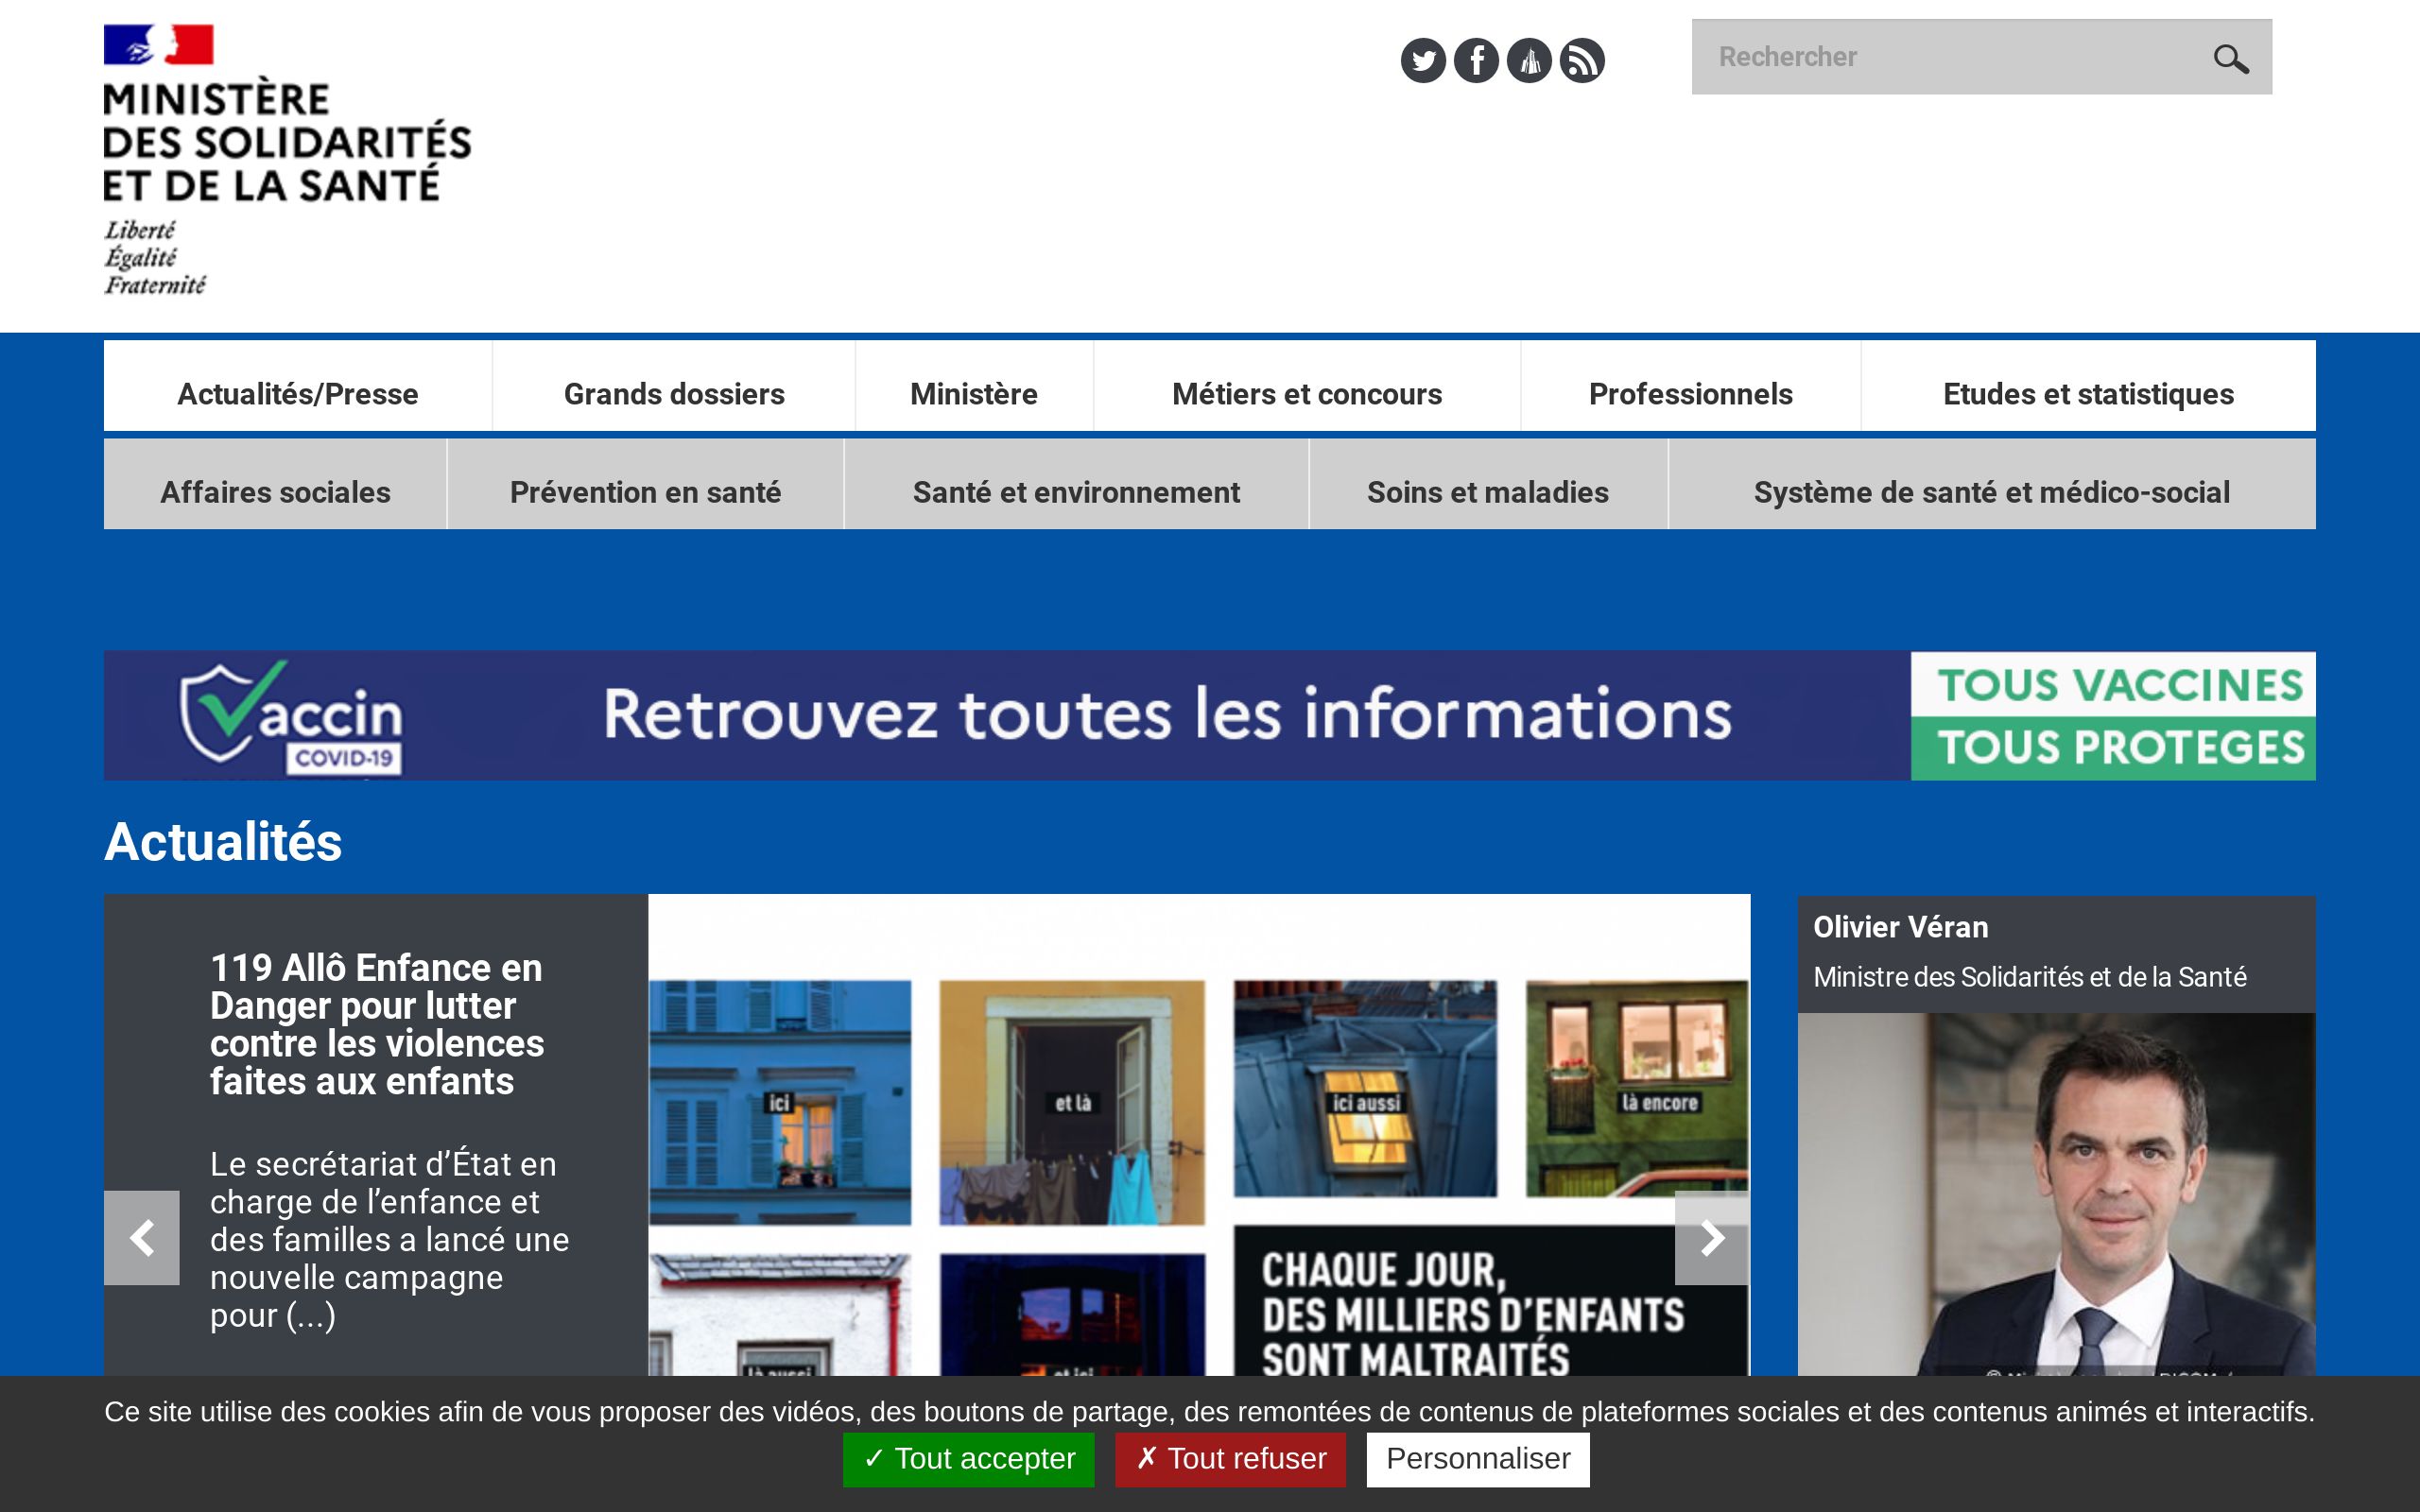 MINISTÈRE
DES SOLIDARITÉS
ET DE LA SANTÉ
Liberté
Égalité
Fraternité
Rechercher
Actualités/Presse
Grands dossiers
Ministère
Métiers et concours
Professionnels
Etudes et statistiques
Affaires sociales
Prévention en santé
Santé et environnement
Soins et maladies
Système de santé et médico-social
Vaccin
COVID-19
Retrouvez toutes les informations
TOUS VACCINES
TOUS PROTEGES
Actualités
119 Allô Enfance en
Danger pour lutter
contre les violences
faites aux enfants
Le secrétariat d’État en
charge de l’enfance et
des familles a lancé une
nouvelle campagne
pour (...)
ici
et là
ici aussi
là encore
CHAQUE JOUR,
DES MILLIERS D’ENFANTS
SONT MALTRAITÉS
là aussi
et ici
Olivier Véran
Ministre des Solidarités et de la Santé
Ce site utilise des cookies afin de vous proposer des vidéos, des boutons de partage, des remontées de contenus de plateformes sociales et des contenus animés et interactifs.
✓ Tout accepter
✗ Tout refuser
Personnaliser